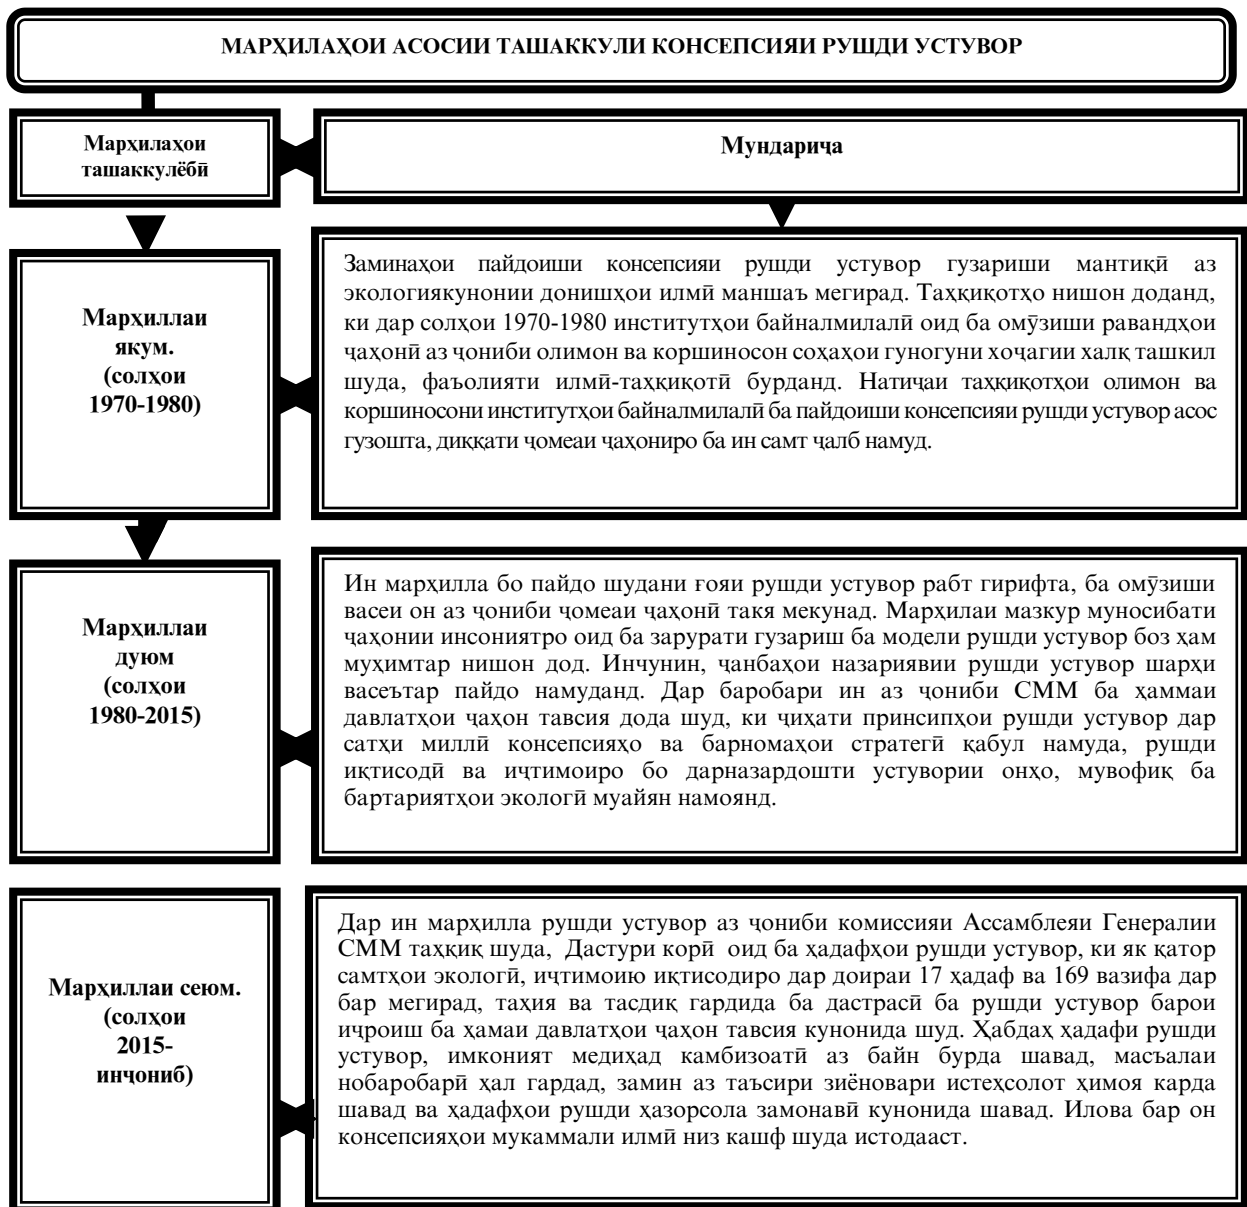 МАРҲИЛАҲОИ АСОСИИ ТАШАККУЛИ КОНСЕПСИЯИ РУШДИ УСТУВОР
Марҳилаҳои
ташаккулёбӣ
Мундариҷа
Марҳиллаи
якум.
(солҳои
1970-1980)
Заминаҳои пайдоиши консепсияи рушди устувор гузариши мантиқӣ аз
экологиякунонии донишҳои илмӣ маншаъ мегирад. Таҳқиқотҳо нишон доданд,
ки дар солҳои 1970-1980 институтҳои байналмилалӣ оид ба омӯзиши равандҳои
ҷаҳонӣ аз ҷониби олимон ва коршиносон соҳаҳои гуногуни хоҷагии халқ ташкил
шуда, фаъолияти илмӣ-таҳқиқотӣ бурданд. Натиҷаи таҳқиқотҳои олимон ва
коршиносони институтҳои байналмилалӣ ба пайдоиши консепсияи рушди устувор асос
гузошта, диққати ҷомеаи ҷаҳониро ба ин самт ҷалб намуд.
Марҳиллаи
дуюм
(солҳои
1980-2015)
Ин марҳилла бо пайдо шудани ғояи рушди устувор рабт гирифта, ба омӯзиши
васеи он аз ҷониби ҷомеаи ҷаҳонӣ такя мекунад. Марҳилаи мазкур муносибати
ҷаҳонии инсониятро оид ба зарурати гузариш ба модели рушди устувор боз ҳам
муҳимтар нишон дод. Инчунин, ҷанбаҳои назариявии рушди устувор шарҳи
васеътар пайдо намуданд. Дар баробари ин аз ҷониби СММ ба ҳаммаи
давлатҳои ҷаҳон тавсия дода шуд, ки ҷиҳати принсипҳои рушди устувор дар
сатҳи миллӣ консепсияҳо ва барномаҳои стратегӣ қабул намуда, рушди
иқтисодӣ ва иҷтимоиро бо дарназардошти устувории онҳо, мувофиқ ба
бартариятҳои экологӣ муайян намоянд.
Марҳиллаи сеюм.
(солҳои
2015-
инҷониб)
Дар ин марҳилла рушди устувор аз ҷониби комиссияи Ассамблеяи Генералии
СММ таҳқиқ шуда, Дастури корӣ оид ба ҳадафҳои рушди устувор, ки як қатор
самтҳои экологӣ, иҷтимоию иқтисодиро дар доираи 17 ҳадаф ва 169 вазифа дар
бар мегирад, таҳия ва тасдиқ гардида ба дастрасӣ ба рушди устувор барои
иҷроиш ба ҳамаи давлатҳои ҷаҳон тавсия кунонида шуд. Ҳабдаҳ ҳадафи рушди
устувор, имконият медиҳад камбизоатӣ аз байн бурда шавад, масъалаи
нобаробарӣ ҳал гардад, замин аз таъсири зиёновари истеҳсолот ҳимоя карда
шавад ва ҳадафҳои рушди ҳазорсола замонавӣ кунонида шавад. Илова бар он
консепсияҳои мукаммали илмӣ низ кашф шуда истодааст.